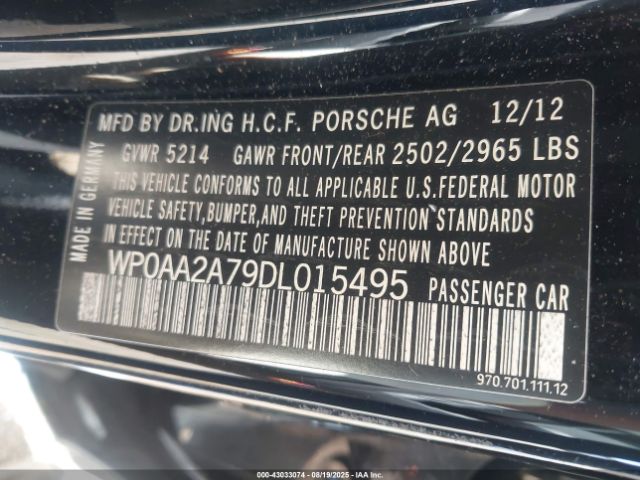 MFD BY DR.ING H.C.F. PORSCHE AG 12/12
GVWR 5214 GAWR FRONT/REAR 2502/2965 LBS
THIS VEHICLE CONFORMS TO ALL APPLICABLE U.S.FEDERAL MOTOR
VEHICLE SAFETY,BUMPER,AND THEFT PREVENTION STANDARDS
IN EFFECT ON THE DATE OF MANUFACTURE SHOWN ABOVE
WP0AA2A79DL015495 PASSENGER CAR
MADE IN GERMANY
970.701.111.12
000-43033074 - 08/19/2025 - IAAI.COM